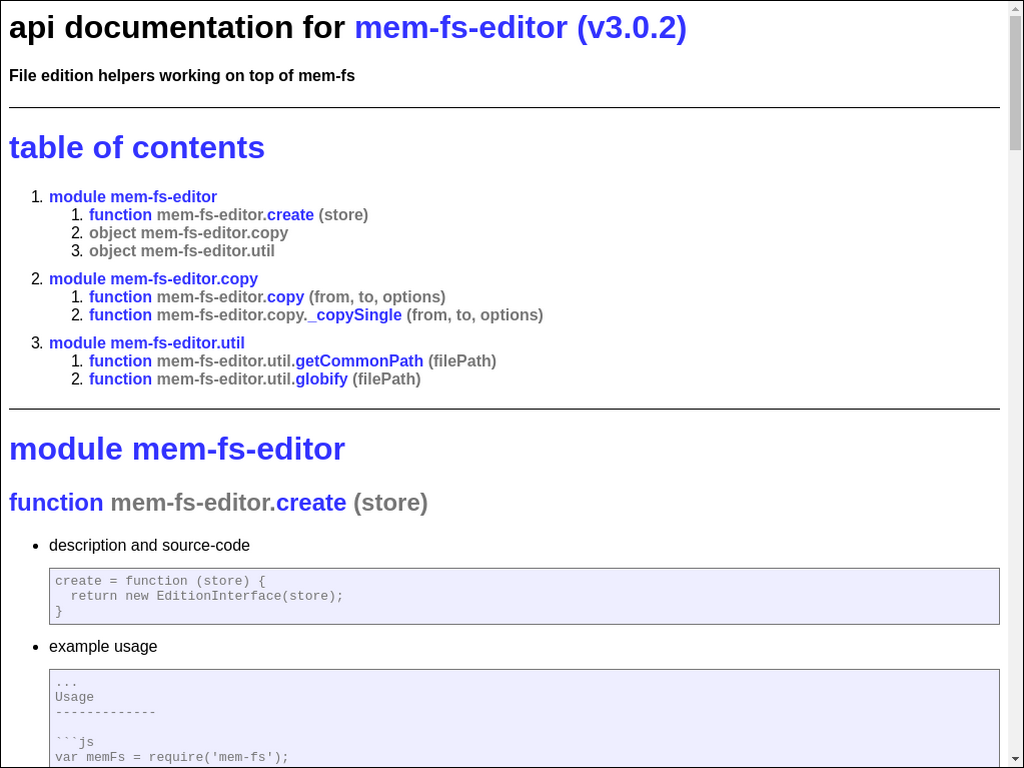 api documentation for mem-fs-editor (v3.0.2)
File edition helpers working on top of mem-fs
table of contents
1. module mem-fs-editor
1. function mem-fs-editor.create (store)
2. object mem-fs-editor.copy
3. object mem-fs-editor.util
2. module mem-fs-editor.copy
1. function mem-fs-editor.copy (from, to, options)
2. function mem-fs-editor.copy._copySingle (from, to, options)
3. module mem-fs-editor.util
1. function mem-fs-editor.util.getCommonPath (filePath)
2. function mem-fs-editor.util.globify (filePath)
module mem-fs-editor
function mem-fs-editor.create (store)
• description and source-code
create = function (store) {
  return new EditionInterface(store);
}
• example usage
...
Usage
-------------
```js
var memFs = require('mem-fs');